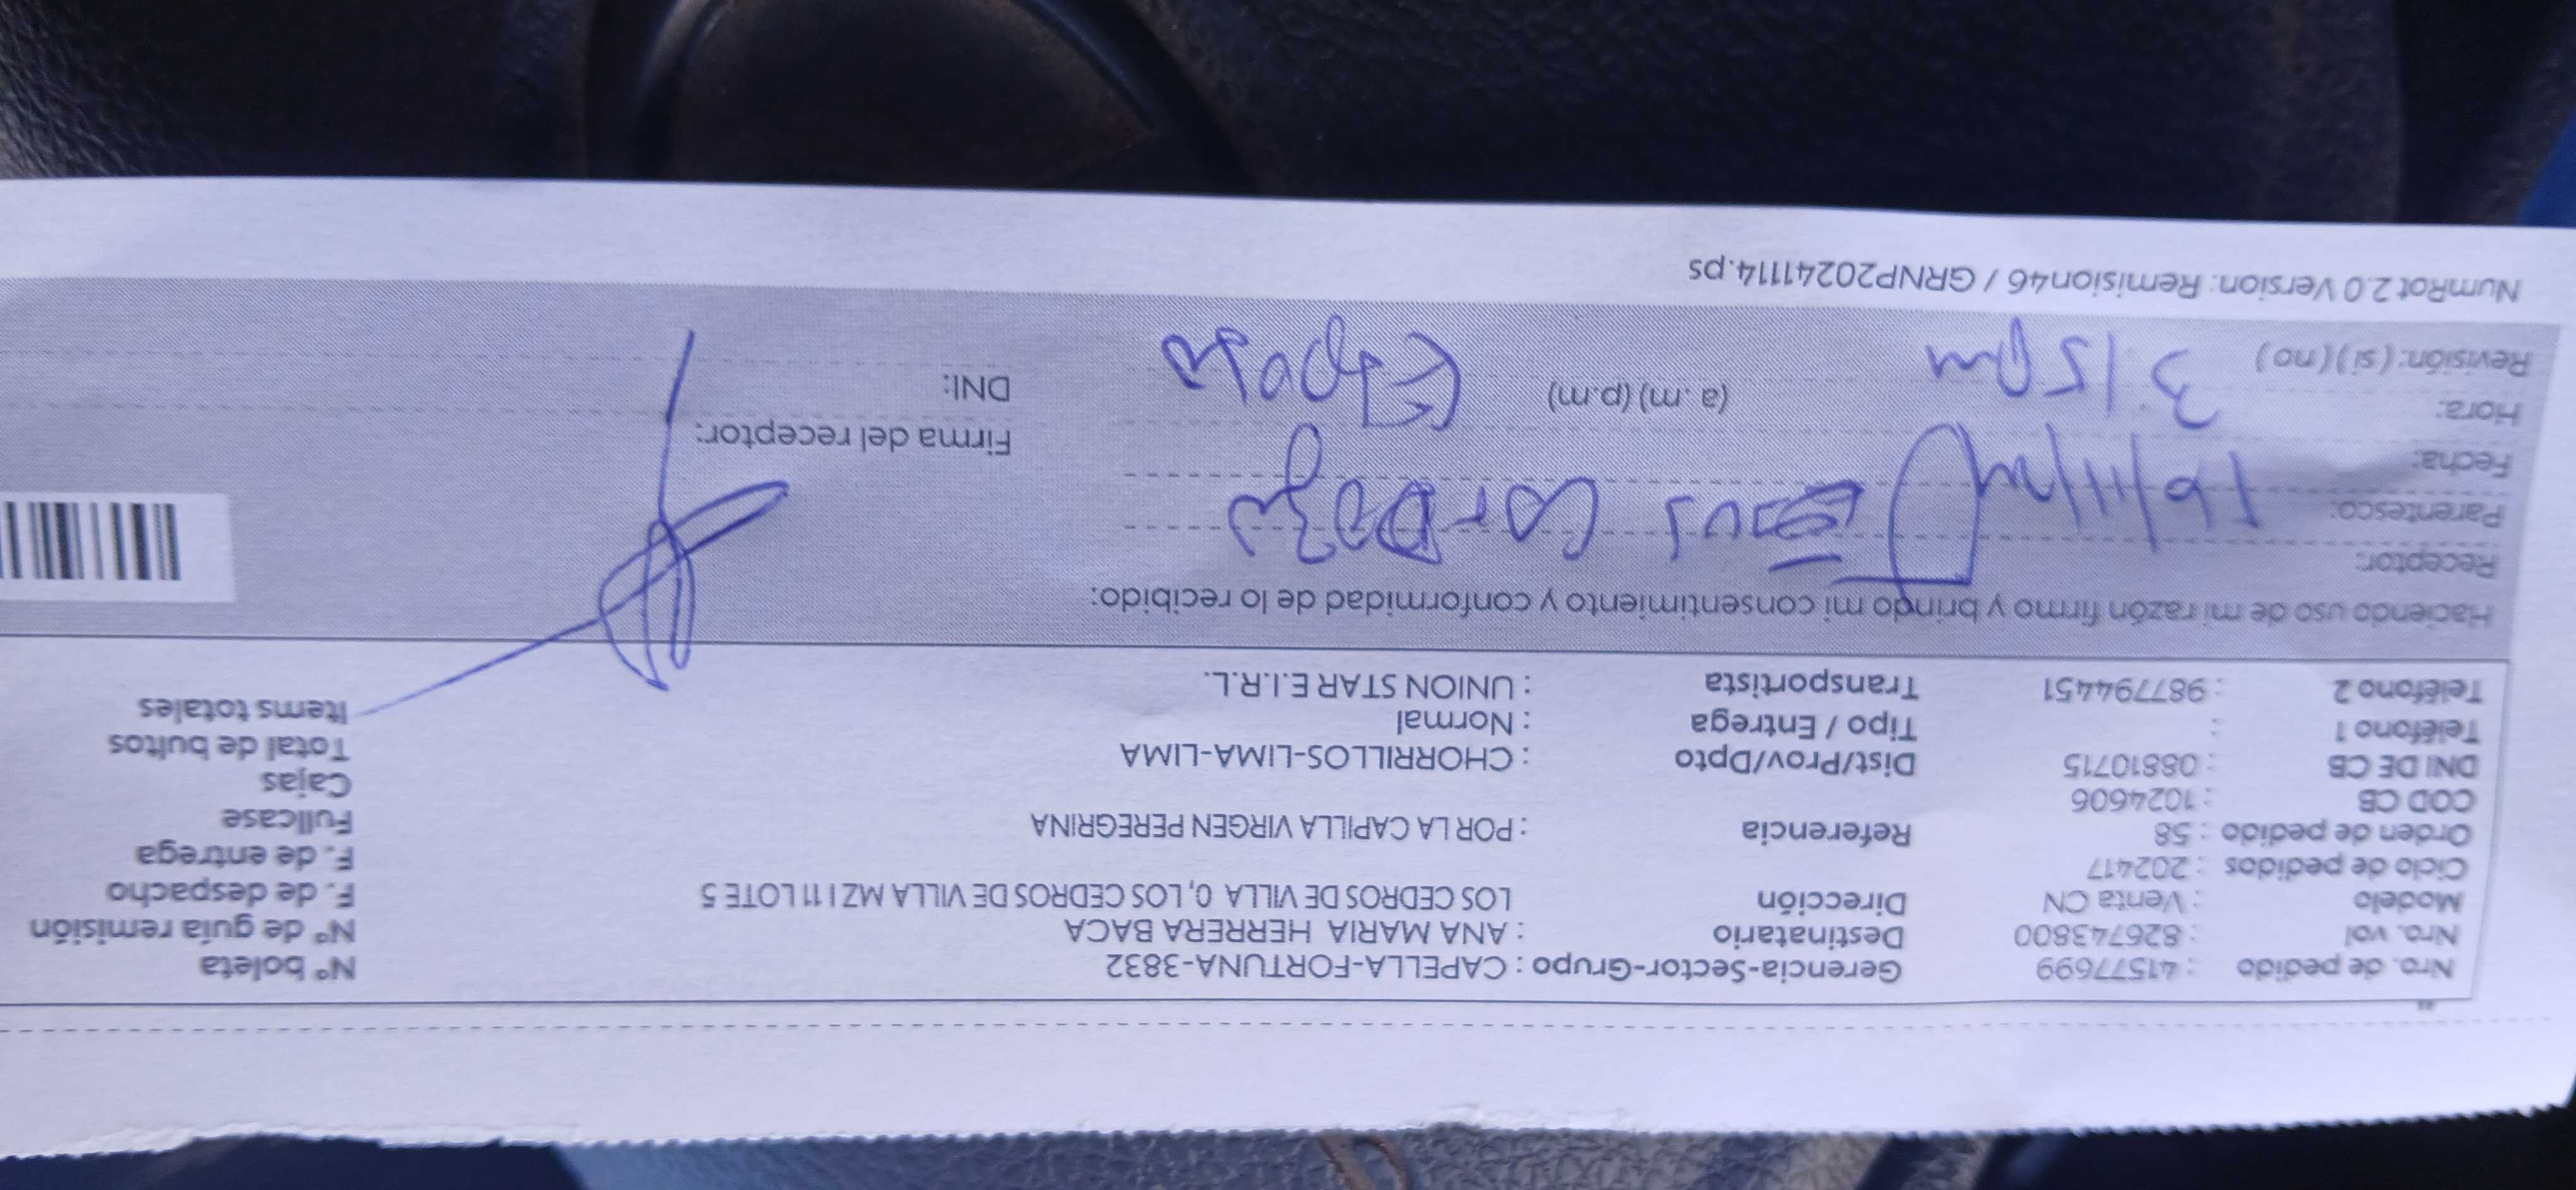 Nro. de pedido : 41577699 Gerencia-Sector-Grupo : CAPELLA-FORTUNA-3832 N° boleta
Nro. vol : 826743800 Destinatario : ANA MARIA HERRERA BACA N° de guía remisión
Modelo : Venta CN Dirección LOS CEDROS DE VILLA 0, LOS CEDROS DE VILLA MZ I 11 LOTE 5 F. de despacho
Ciclo de pedidos : 202417 F. de entrega
Orden de pedido : 58 Referencia : POR LA CAPILLA VIRGEN PEREGRINA Fullcase
COD CB : 1024606 Cajas
DNI DE CB : 08810715 Dist/Prov/Dpto : CHORRILLOS-LIMA-LIMA Total de bultos
Teléfono 1 : Tipo / Entrega : Normal Items totales
Teléfono 2 : 987794451 Transportista : UNION STAR E.I.R.L.
Haciendo uso de mi razón firmo y brindo mi consentimiento y conformidad de lo recibido:
Receptor:
Parentesco: Cordozo
Fecha: Firma del receptor:
Hora: 3:15pm (a.m) (p.m) Esposo DNI:
Revisión: ( si ) ( no )
NumRot 2.0 Version: Remision46 / GRNP20241114.ps